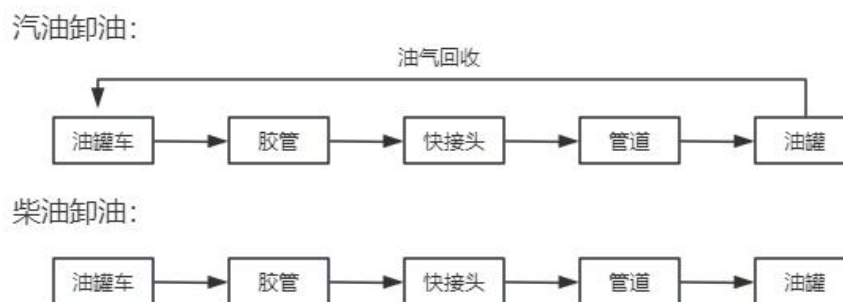 汽油卸油：
油气回收
油罐车 胶管 快接头 管道 油罐
柴油卸油：
油罐车 胶管 快接头 管道 油罐